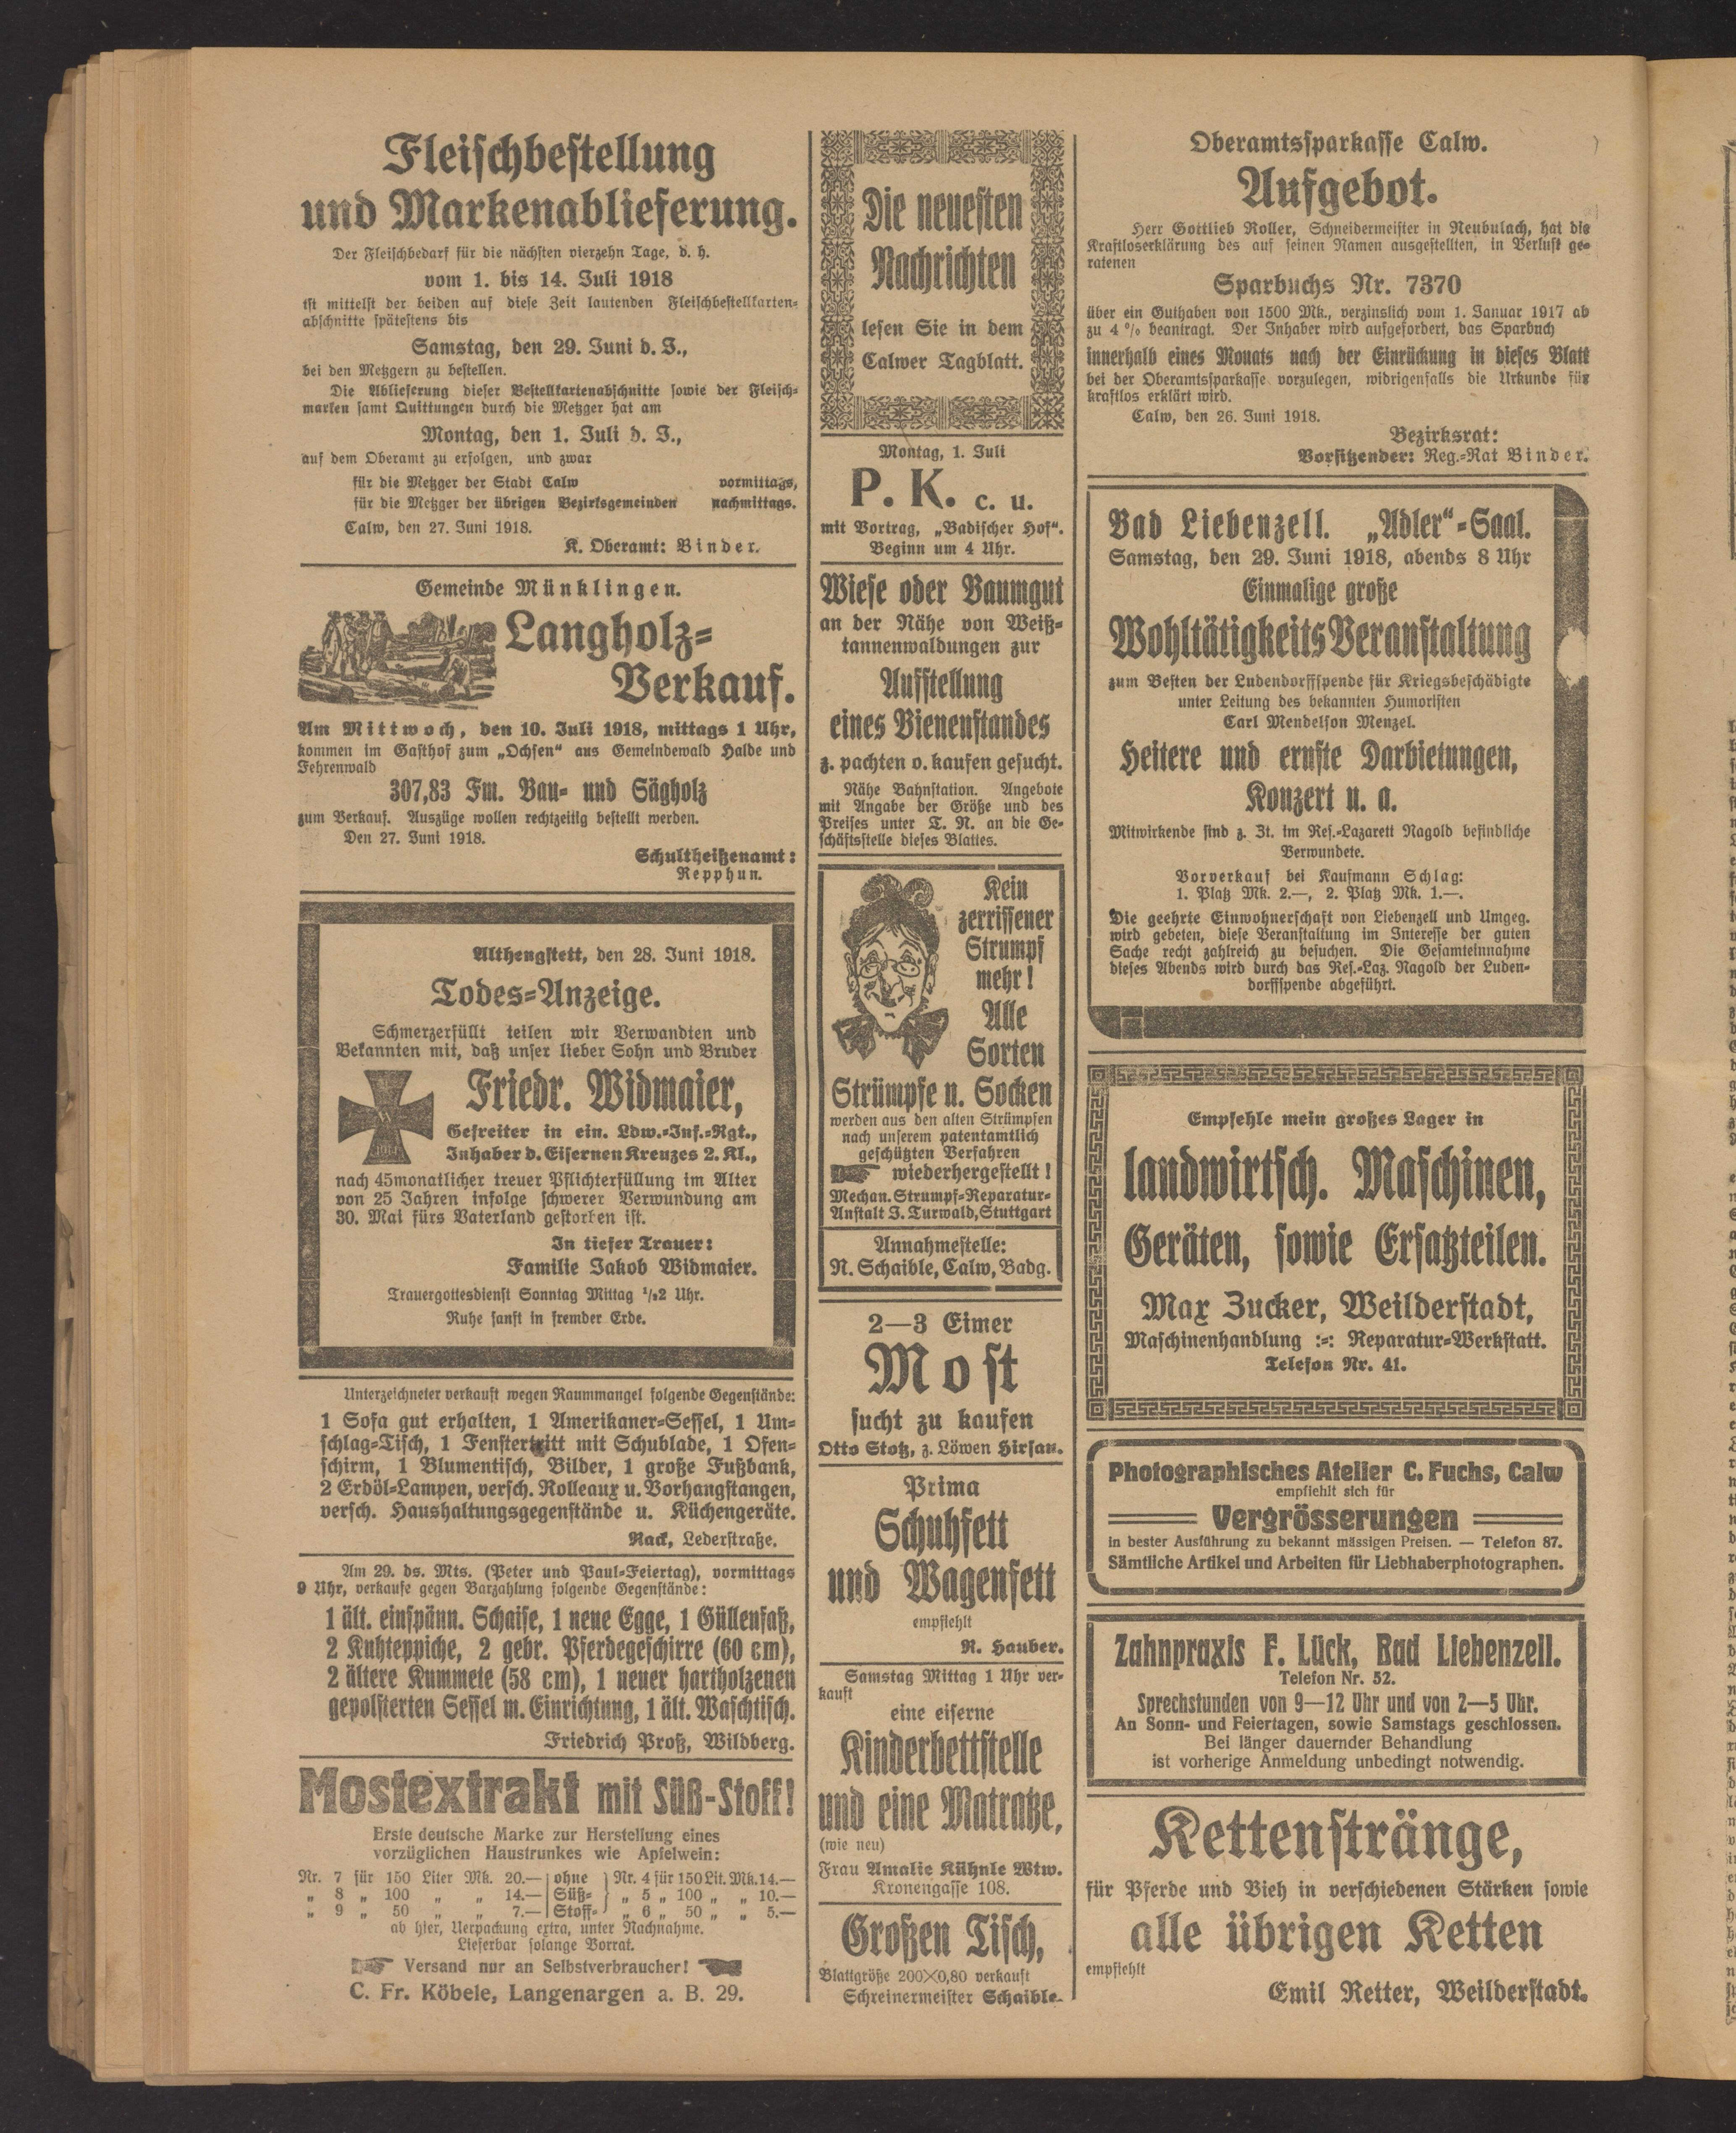 Fleischbestellung
und Markenablieferung.
Der Fleischbedarf für die nächsten vierzehn Tage, d. h.
vom 1. bis 14. Juli 1918
ist mittelst der beiden auf diese Zeit lautenden Fleischbestellkarten-
abschnitte spätestens bis
Samstag, den 29. Juni d. J.,
bei den Metzgern zu bestellen.
Die Ablieferung dieser Bestellkartenabschnitte sowie der Fleisch-
marken samt Quittungen durch die Metzger hat am
Montag, den 1. Juli d. J.,
auf dem Oberamt zu erfolgen, und zwar
für die Metzger der Stadt Calw vormittags,
für die Metzger der übrigen Bezirksgemeinden nachmittags.
Calw, den 27. Juni 1918.
K. Oberamt: Binder.
Gemeinde Münklingen.
Langholz-
Verkauf.
Am Mittwoch, den 10. Juli 1918, mittags 1 Uhr,
kommen im Gasthof zum „Ochsen“ aus Gemeindewald Halde und
Fehrenwald
307,83 Fm. Bau- und Sägholz
zum Verkauf. Auszüge wollen rechtzeitig bestellt werden.
Den 27. Juni 1918.
Schultheißenamt:
Repphun.
Althengstett, den 28. Juni 1918.
Todes-Anzeige.
Schmerzerfüllt teilen wir Verwandten und
Bekannten mit, daß unser lieber Sohn und Bruder
Friedr. Widmaier,
Gefreiter in ein. Ldw.-Inf.-Rgt.,
Inhaber d. Eisernen Kreuzes 2. Kl.,
nach 45monatlicher treuer Pflichterfüllung im Alter
von 25 Jahren infolge schwerer Verwundung am
30. Mai fürs Vaterland gestorben ist.
In tiefer Trauer:
Familie Jakob Widmaier.
Trauergottesdienst Sonntag Mittag 1/2 2 Uhr.
Ruhe sanft in fremder Erde.
Unterzeichneter verkauft wegen Raummangel folgende Gegenstände:
1 Sofa gut erhalten, 1 Amerikaner-Sessel, 1 Um-
schlag-Tisch, 1 Fenstertritt mit Schublade, 1 Ofen-
schirm, 1 Blumentisch, Bilder, 1 große Fußbank,
2 Erdöl-Lampen, versch. Rolleaux u. Vorhangstangen,
versch. Haushaltungsgegenstände u. Küchengeräte.
Rack, Lederstraße.
Am 29. ds. Mts. (Peter und Paul-Feiertag), vormittags
9 Uhr, verkaufe gegen Barzahlung folgende Gegenstände:
1 ält. einspänn. Schaise, 1 neue Egge, 1 Güllenfaß,
2 Kuhteppiche, 2 gebr. Pferdegeschirre (60 cm),
2 ältere Kummete (58 cm), 1 neuer hartholzenen
gepolsterten Sessel m. Einrichtung, 1 ält. Waschtisch.
Friedrich Proß, Wildberg.
Mostextrakt mit Süß-Stoff!
Erste deutsche Marke zur Herstellung eines
vorzüglichen Haustrunkes wie Apfelwein:
Nr. 7 für 150 Liter Mk. 20.— ohne Nr. 4 für 150 Lit. Mk. 14.—
„ 8 „ 100 „ „ 14.— Süß- „ 5 „ 100 „ „ 10.—
„ 9 „ 50 „ „ 7.— Stoff- „ 6 „ 50 „ „ 5.—
ab hier, Verpackung extra, unter Nachnahme.
Lieferbar solange Vorrat.
Versand nur an Selbstverbraucher!
C. Fr. Köbele, Langenargen a. B. 29.
Die neuesten
Nachrichten
lesen Sie in dem
Calwer Tagblatt.
Montag, 1. Juli
P. K. c. u.
mit Vortrag, „Badischer Hof“.
Beginn um 4 Uhr.
Wiese oder Baumgut
an der Nähe von Weiß-
tannenwaldungen zur
Aufstellung
eines Bienenstandes
z. pachten o. kaufen gesucht.
Nähe Bahnstation. Angebote
mit Angabe der Größe und des
Preises unter T. N. an die Ge-
schäftsstelle dieses Blattes.
Kein
zerrissener
Strumpf
mehr!
Alle
Sorten
Strümpfe u. Socken
werden aus den alten Strümpfen
nach unserem patentamtlich
geschützten Verfahren
wiederhergestellt!
Mechan. Strumpf-Reparatur-
Anstalt J. Turwald, Stuttgart
Annahmestelle:
N. Schaible, Calw, Badg.
2—3 Eimer
Most
sucht zu kaufen
Otto Stotz, z. Löwen Hirsau.
Prima
Schuhfett
und Wagenfett
empfiehlt
R. Hauber.
Samstag Mittag 1 Uhr ver-
kauft
eine eiserne
Kinderbettstelle
und eine Matratze,
(wie neu)
Frau Amalie Kühnle Wtw.
Kronengasse 108.
Großen Tisch,
Blattgröße 200×0,80 verkauft
Schreinermeister Schaible.
Oberamtssparkasse Calw.
Aufgebot.
Herr Gottlieb Roller, Schneidermeister in Neubulach, hat die
Kraftloserklärung des auf seinen Namen ausgestellten, in Verlust ge-
ratenen
Sparbuchs Nr. 7370
über ein Guthaben von 1500 Mk., verzinslich vom 1. Januar 1917 ab
zu 4 % beantragt. Der Inhaber wird aufgefordert, das Sparbuch
innerhalb eines Monats nach der Einrückung in dieses Blatt
bei der Oberamtssparkasse vorzulegen, widrigenfalls die Urkunde für
kraftlos erklärt wird.
Calw, den 26. Juni 1918.
Bezirksrat:
Vorsitzender: Reg.-Rat Binder.
Bad Liebenzell. „Adler“-Saal.
Samstag, den 29. Juni 1918, abends 8 Uhr
Einmalige große
Wohltätigkeits Veranstaltung
zum Besten der Ludendorffspende für Kriegsbeschädigte
unter Leitung des bekannten Humoristen
Carl Mendelson Menzel.
Heitere und ernste Darbietungen,
Konzert u. a.
Mitwirkende sind z. Zt. im Res.-Lazarett Nagold befindliche
Verwundete.
Vorverkauf bei Kaufmann Schlag:
1. Platz Mk. 2.—, 2. Platz Mk. 1.—.
Die geehrte Einwohnerschaft von Liebenzell und Umgeg.
wird gebeten, diese Veranstaltung im Interesse der guten
Sache recht zahlreich zu besuchen. Die Gesamteinnahme
dieses Abends wird durch das Res.-Laz. Nagold der Luden-
dorffspende abgeführt.
Empfehle mein großes Lager in
landwirtsch. Maschinen,
Geräten, sowie Ersatzteilen.
Max Zucker, Weilderstadt,
Maschinenhandlung :-: Reparatur-Werkstatt.
Telefon Nr. 41.
Photographisches Atelier C. Fuchs, Calw
empfiehlt sich für
Vergrösserungen
in bester Ausführung zu bekannt mässigen Preisen. — Telefon 87.
Sämtliche Artikel und Arbeiten für Liebhaberphotographen.
Zahnpraxis F. Lück, Bad Liebenzell.
Telefon Nr. 52.
Sprechstunden von 9—12 Uhr und von 2—5 Uhr.
An Sonn- und Feiertagen, sowie Samstags geschlossen.
Bei länger dauernder Behandlung
ist vorherige Anmeldung unbedingt notwendig.
Kettenstränge,
für Pferde und Vieh in verschiedenen Stärken sowie
alle übrigen Ketten
empfiehlt
Emil Retter, Weilderstadt.